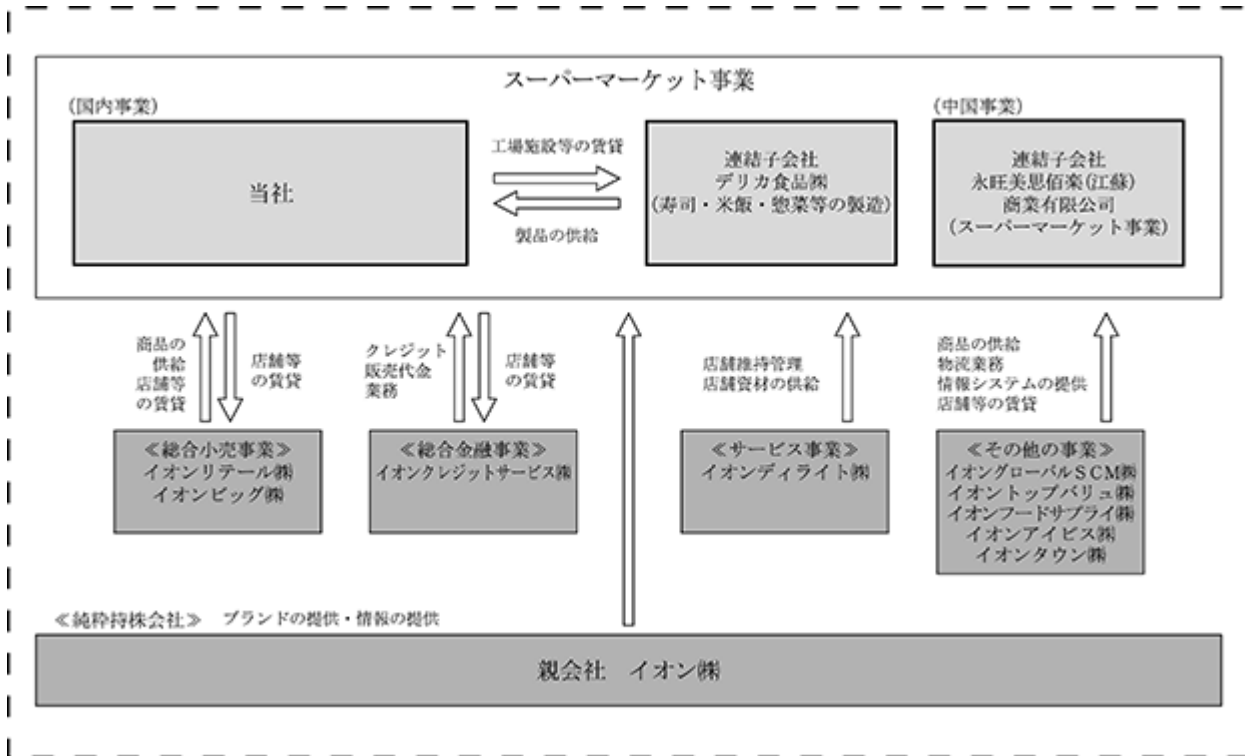 スーパーマーケット事業
(国内事業)
当社
工場施設等の賃貸
製品の供給
連結子会社
デリカ食品㈱
(寿司・米飯・惣菜等の製造)
(中国事業)
連結子会社
永旺美思佰楽(江蘇)
商業有限公司
(スーパーマーケット事業)
商品の
供給
店舗等
の賃貸
店舗等
の賃貸
クレジット
販売代金
業務
店舗等
の賃貸
店舗維持管理
店舗資材の供給
商品の供給
物流業務
情報システムの提供
店舗等の賃貸
≪総合小売事業≫
イオンリテール㈱
イオンビッグ㈱
≪総合金融事業≫
イオンクレジットサービス㈱
≪サービス事業≫
イオンディライト㈱
≪その他の事業≫
イオングローバルSCM㈱
イオントップバリュ㈱
イオンフードサプライ㈱
イオンアイビス㈱
イオンタウン㈱
≪純粋持株会社≫ ブランドの提供・情報の提供
親会社 イオン㈱